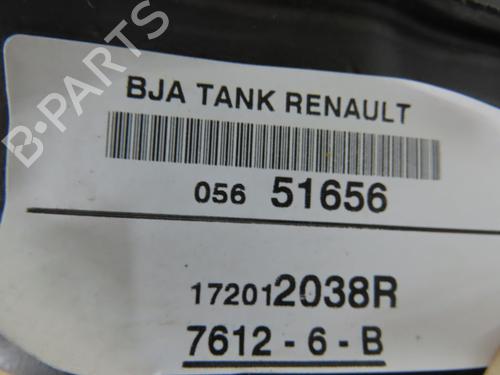 BJA TANK RENAULT
056 51656
172012038R
7612 - 6 - B
B-PARTS